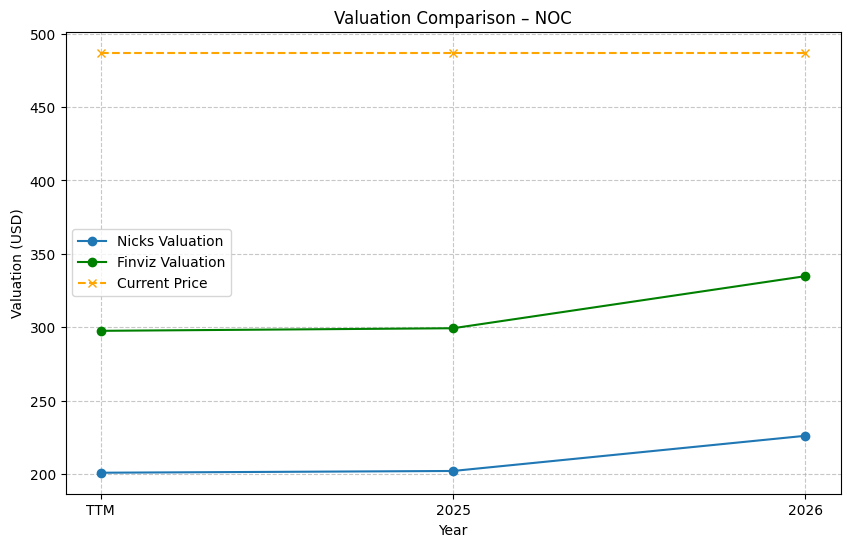 Valuation Comparison – NOC
500
450
400
350
300
250
200
Valuation (USD)
Nicks Valuation
Finviz Valuation
Current Price
TTM
2025
2026
Year